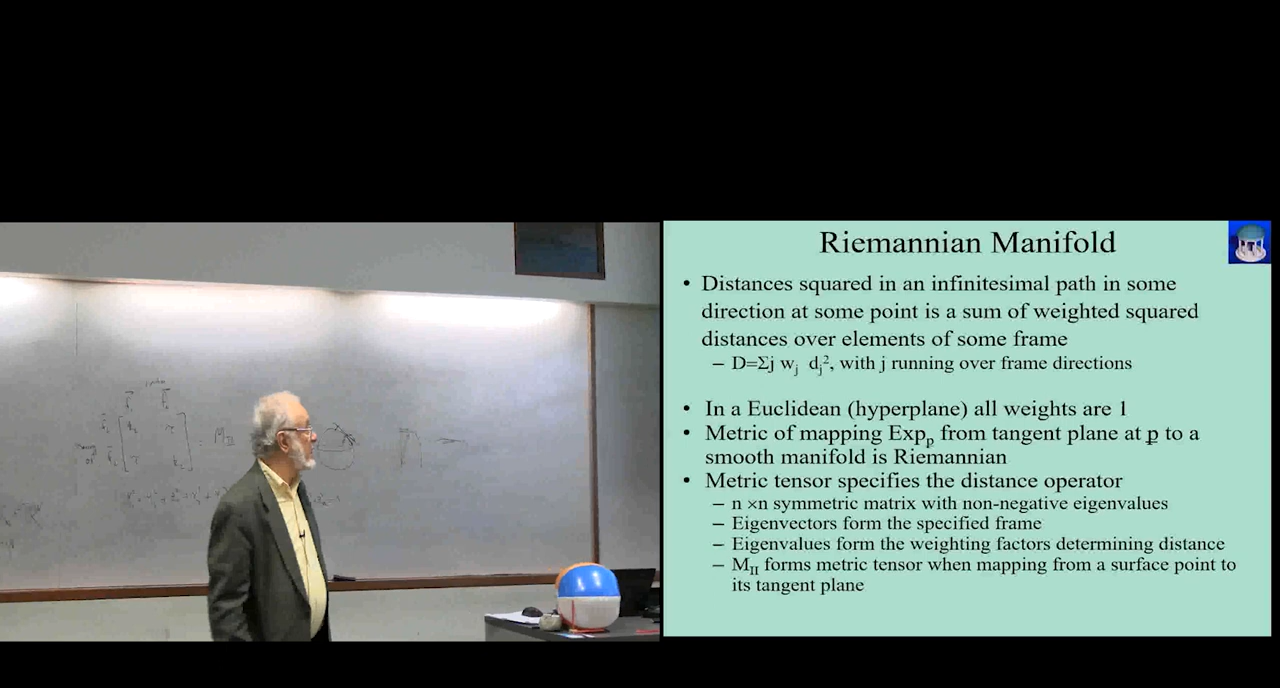 Riemannian Manifold
• Distances squared in an infinitesimal path in some
direction at some point is a sum of weighted squared
distances over elements of some frame
– D=Σj wⱼ dⱼ², with j running over frame directions
• In a Euclidean (hyperplane) all weights are 1
• Metric of mapping Expₚ from tangent plane at p to a
smooth manifold is Riemannian
• Metric tensor specifies the distance operator
– n ×n symmetric matrix with non-negative eigenvalues
– Eigenvectors form the specified frame
– Eigenvalues form the weighting factors determining distance
– M_II forms metric tensor when mapping from a surface point to
its tangent plane